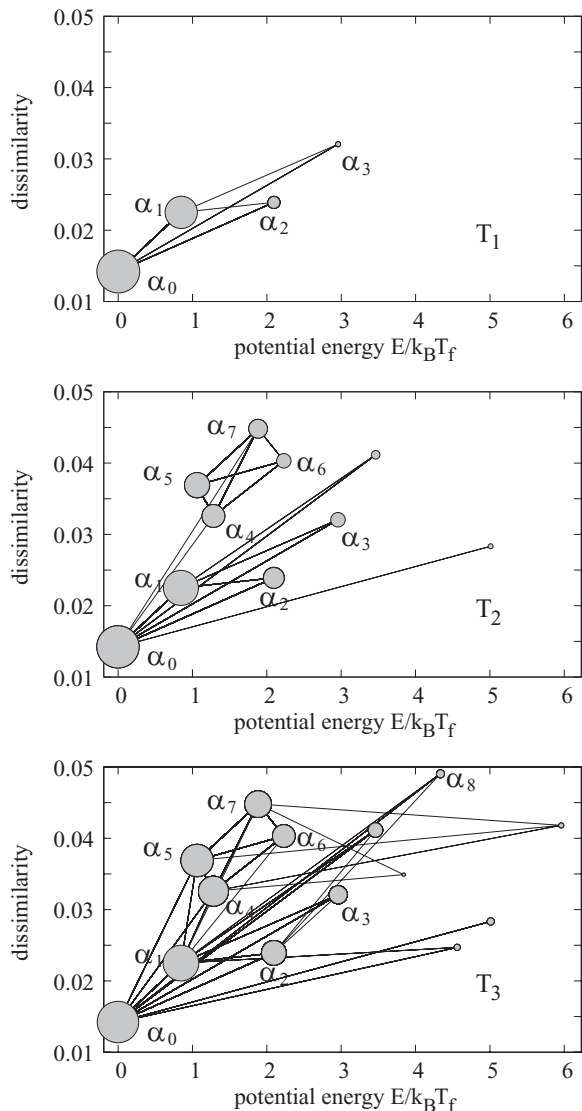 0.05
0.04
0.03
0.02
0.01
dissimilarity
α₃
α₁
α₂
α₀
T₁
0 1 2 3 4 5 6
potential energy E/k_BT_f
0.05
0.04
0.03
0.02
0.01
dissimilarity
α₇
α₅ α₆
α₄
α₃
α₁
α₂
α₀
T₂
0 1 2 3 4 5 6
potential energy E/k_BT_f
0.05
0.04
0.03
0.02
0.01
dissimilarity
α₈
α₇
α₅ α₆
α₄
α₃
α₁
α₂
α₀
T₃
0 1 2 3 4 5 6
potential energy E/k_BT_f